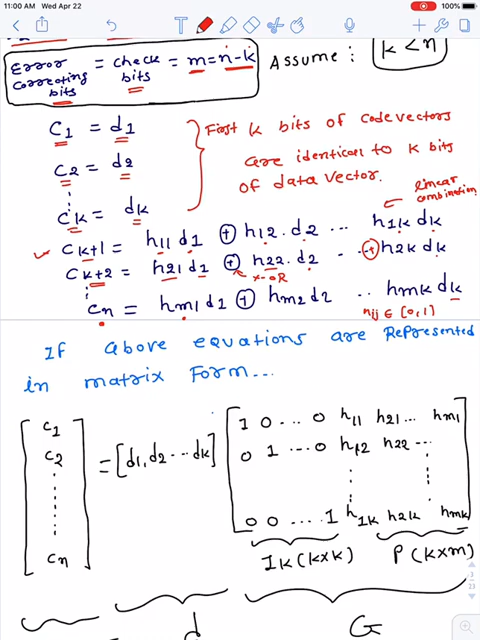 11:00 AM Wed Apr 22
81%
Error Correcting bits = check bits = m = n-k
Assume: k < n
C1 = d1
C2 = d2
⋮
Ck = dk
First k bits of codevectors
are identical to k bits
of data vector.
linear combination
Ck+1 = h11 d1 ⊕ h12 . d2 ... h1k dk
Ck+2 = h21 d1 ⊕ h22 . d2 ... ⊕ h2k dk
X-OR
⋮
Cn = hm1 d1 ⊕ hm2 d2 .. hmk dk
hij ∈ [0,1]
If above equations are Represented
in matrix Form...
[C1 C2 ⋮ Cn] = [d1, d2 ... dk]
1 0 ... 0 h11 h21 ... hm1
0 1 ... 0 h12 h22 ...
⋮ ⋮
0 0 .... 1 h1k h2k hmk
Ik (k×k) P (k×m)
3
23
d G